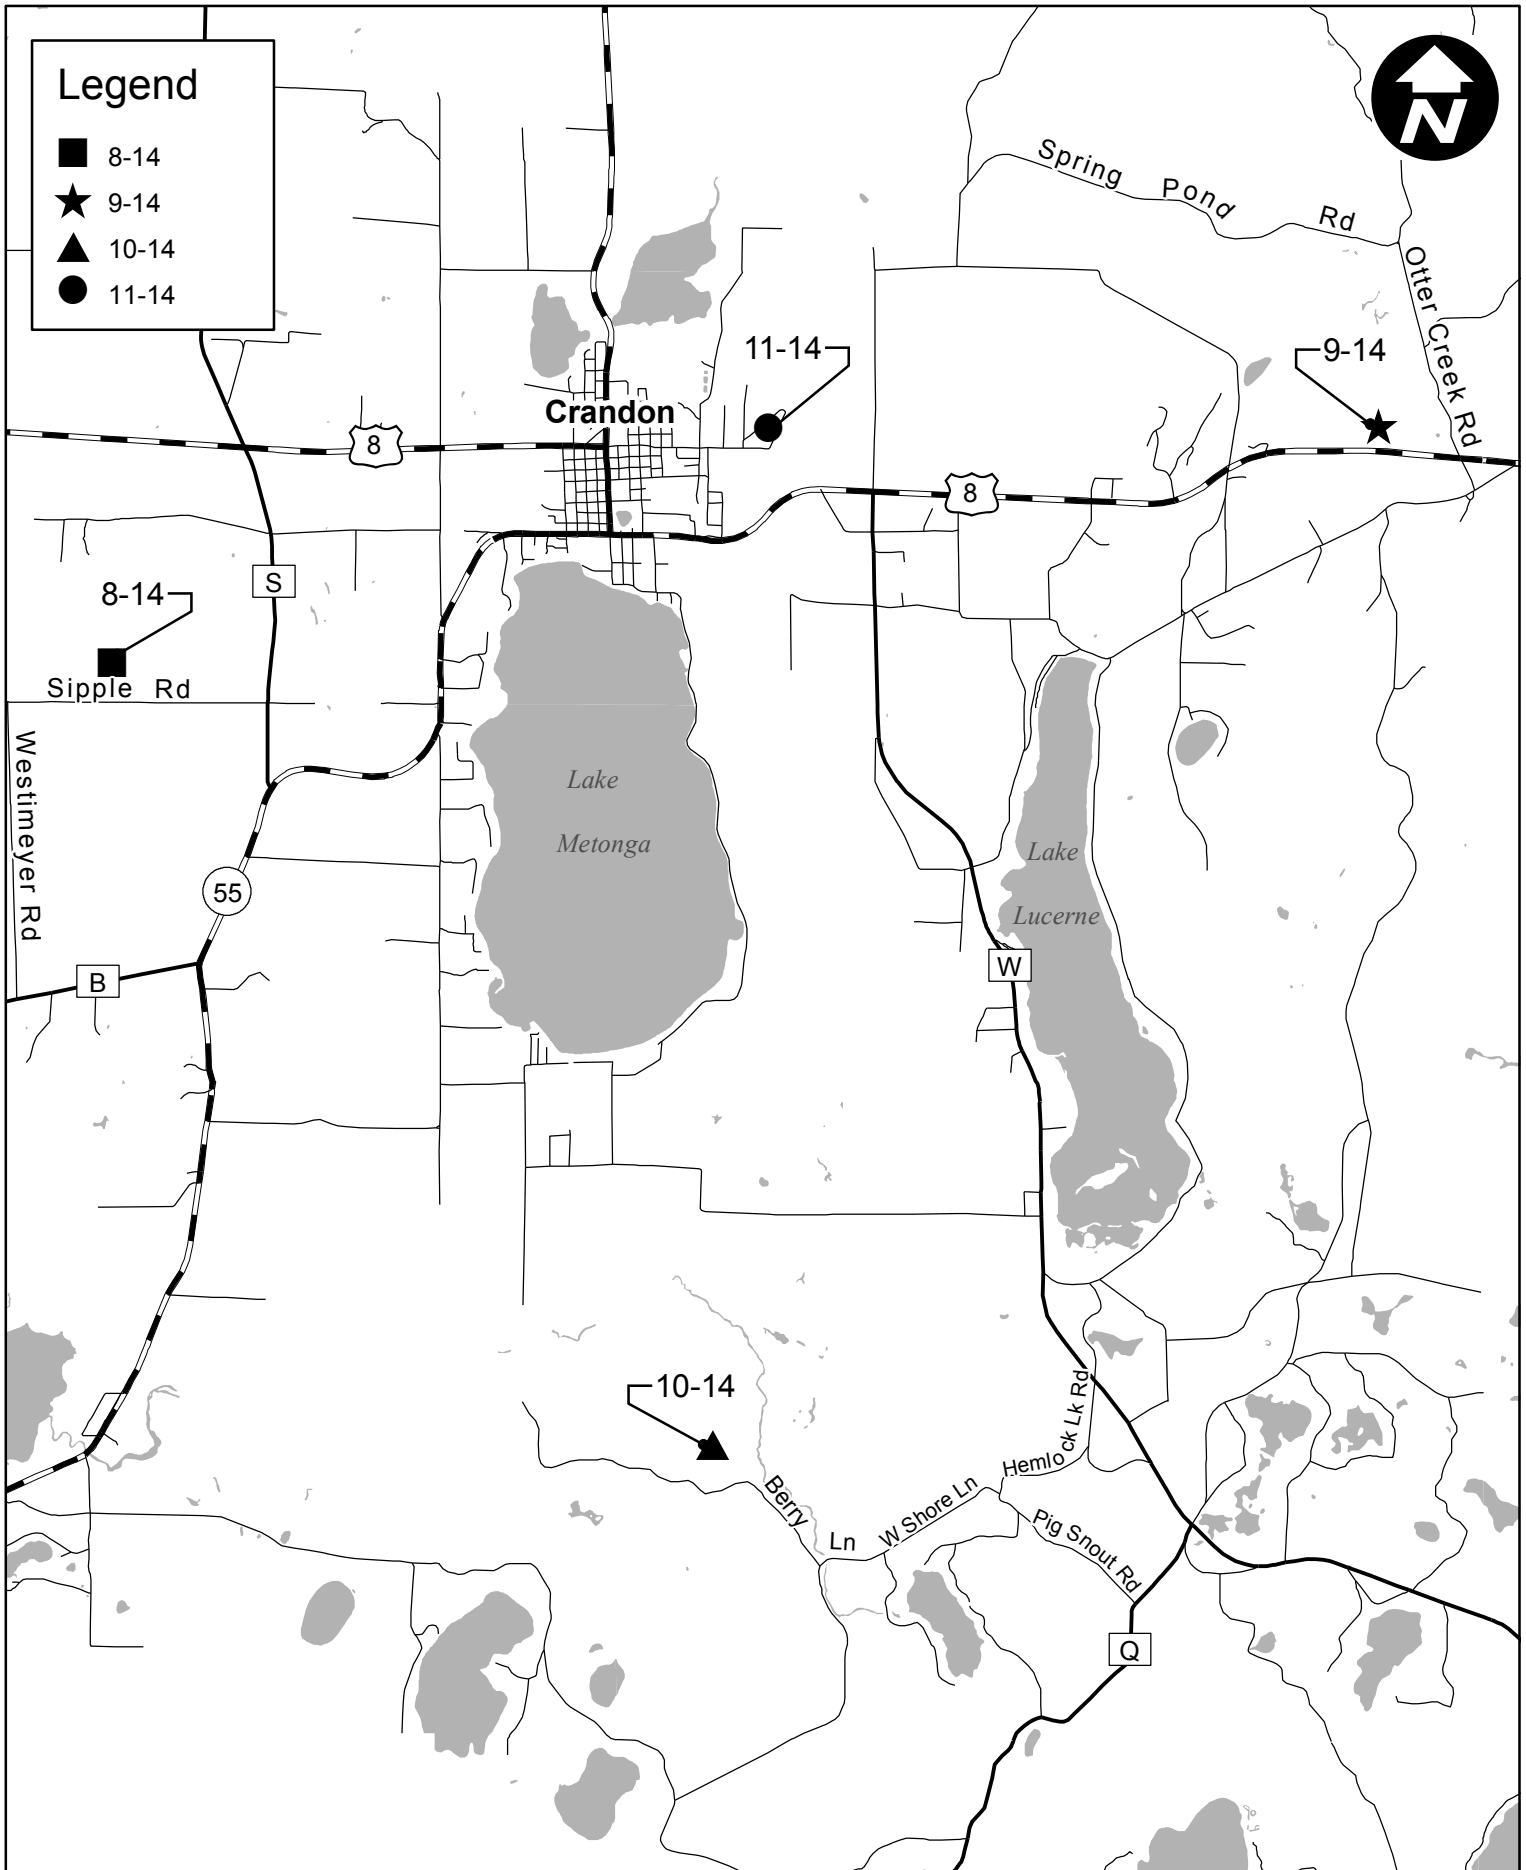 Legend
8-14
9-14
10-14
11-14
N
Spring Pond Rd
Otter Creek Rd
11-14
9-14
Crandon
8
8
S
8-14
Sipple Rd
Westimeyer Rd
Lake
Metonga
Lake
Lucerne
55
B
W
10-14
Hemlock Lk Rd
Berry Ln
W Shore Ln
Pig Snout Rd
Q